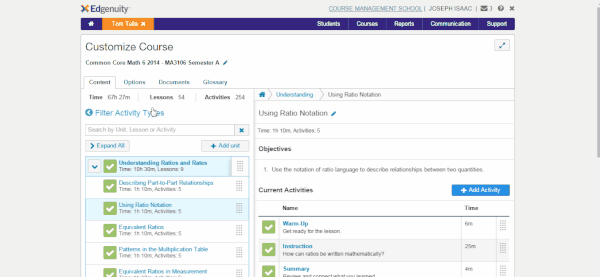 Edgenuity
COURSE MANAGEMENT SCHOOL | JOSEPH ISAAC
Tom Tails
Students
Courses
Reports
Communication
Support
Customize Course
Common Core Math 6 2014 - MA3106 Semester A
Content
Options
Documents
Glossary
Time 67h 27m
Lessons 54
Activities 254
Filter Activity Types
Search by Unit, Lesson or Activity
Expand All
+ Add unit
Understanding Ratios and Rates
Time: 10h 30m, Lessons: 9
Describing Part-to-Part Relationships
Time: 1h 10m, Activities: 5
Using Ratio Notation
Time: 1h 10m, Activities: 5
Equivalent Ratios
Time: 1h 10m, Activities: 5
Patterns in the Multiplication Table
Time: 1h 10m, Activities: 5
Equivalent Ratios in Measurement
Time: 1h 10m, Activities: 5
Understanding
Using Ratio Notation
Using Ratio Notation
Time: 1h 10m, Activities: 5
Objectives
1. Use the notation of ratio language to describe relationships between two quantities.
Current Activities
+ Add Activity
Name
Time
Warm-Up
6m
Get ready for the lesson.
Instruction
25m
How can ratios be written mathematically?
Summary
4m
Review and connect what you learned.